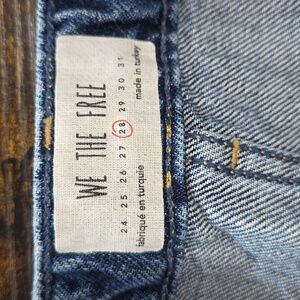 WE THE FREE
24 25 26 27 28 29 30 31
fabriqué en turquie made in turkey